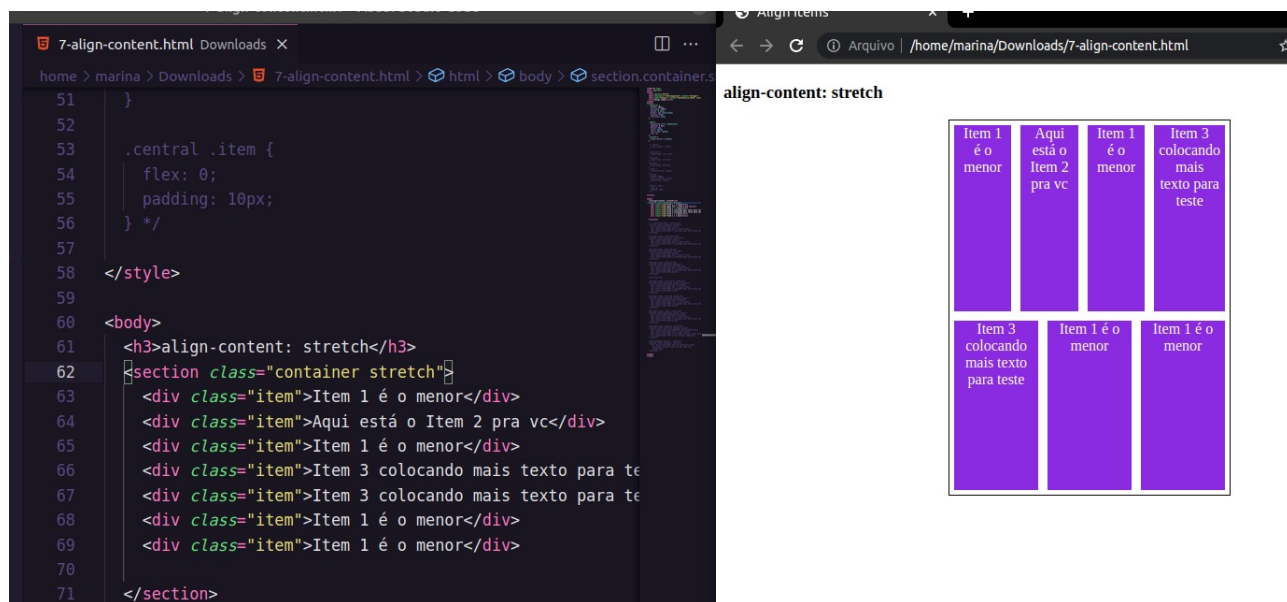 7-align-content.html Downloads ×
home > marina > Downloads > 7-align-content.html > html > body > section.container.s
51 }
52
53 .central .item {
54 flex: 0;
55 padding: 10px;
56 } */
57
58 </style>
59
60 <body>
61 <h3>align-content: stretch</h3>
62 <section class="container stretch">
63 <div class="item">Item 1 é o menor</div>
64 <div class="item">Aqui está o Item 2 pra vc</div>
65 <div class="item">Item 1 é o menor</div>
66 <div class="item">Item 3 colocando mais texto para te
67 <div class="item">Item 3 colocando mais texto para te
68 <div class="item">Item 1 é o menor</div>
69 <div class="item">Item 1 é o menor</div>
70
71 </section>
Align items × +
Arquivo | /home/marina/Downloads/7-align-content.html
align-content: stretch
Item 1
é o
menor
Aqui
está o
Item 2
pra vc
Item 1
é o
menor
Item 3
colocando
mais
texto para
teste
Item 3
colocando
mais texto
para teste
Item 1 é o
menor
Item 1 é o
menor